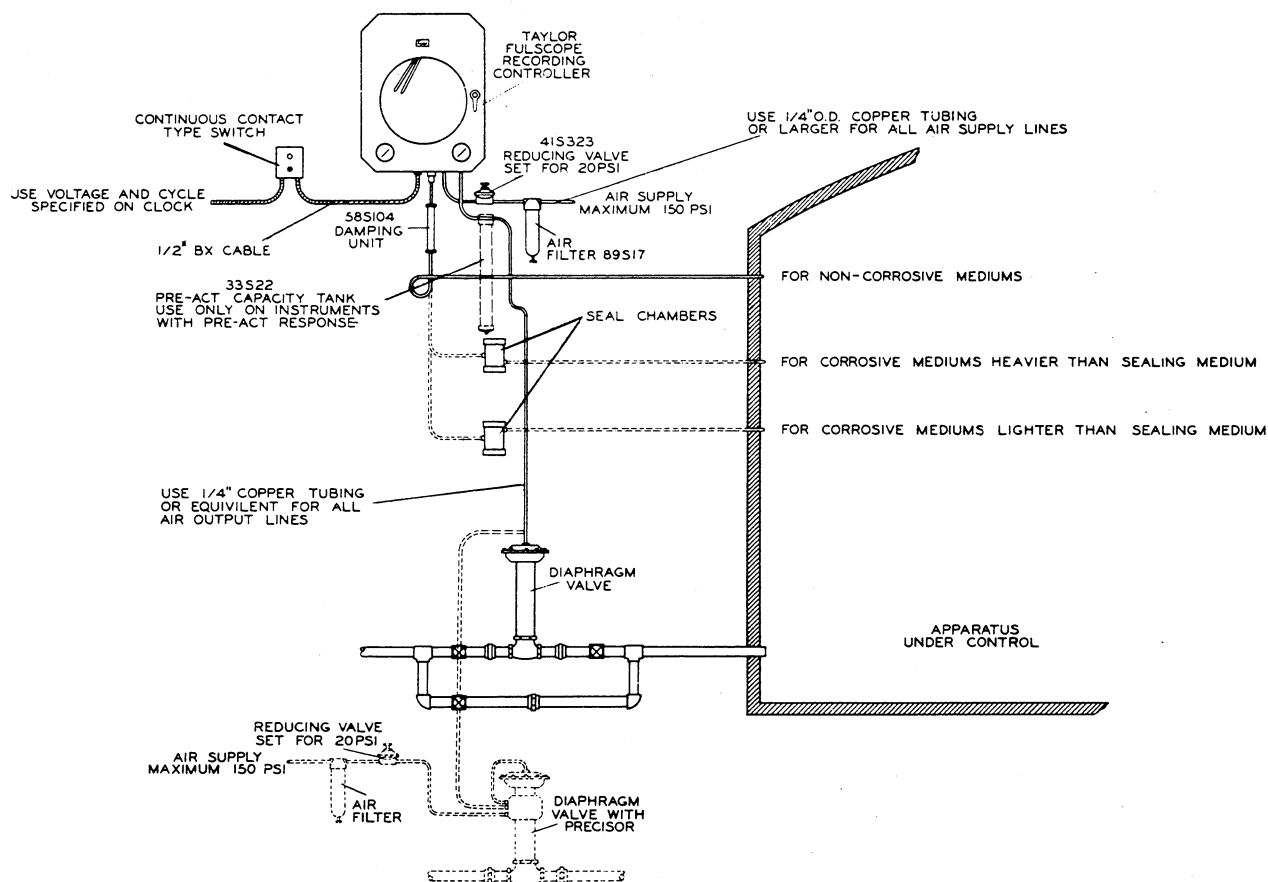 TAYLOR
FULSCOPE
RECORDING
CONTROLLER
CONTINUOUS CONTACT
TYPE SWITCH
USE 1/4" O.D. COPPER TUBING
OR LARGER FOR ALL AIR SUPPLY LINES
41S323
REDUCING VALVE
SET FOR 20PSI
USE VOLTAGE AND CYCLE
SPECIFIED ON CLOCK
AIR SUPPLY
MAXIMUM 150 PSI
58S104
DAMPING
UNIT
1/2" BX CABLE
AIR
FILTER 89S17
33S22
PRE-ACT CAPACITY TANK
USE ONLY ON INSTRUMENTS
WITH PRE-ACT RESPONSE
FOR NON-CORROSIVE MEDIUMS
SEAL CHAMBERS
FOR CORROSIVE MEDIUMS HEAVIER THAN SEALING MEDIUM
FOR CORROSIVE MEDIUMS LIGHTER THAN SEALING MEDIUM
USE 1/4" COPPER TUBING
OR EQUIVILENT FOR ALL
AIR OUTPUT LINES
DIAPHRAGM
VALVE
APPARATUS
UNDER CONTROL
REDUCING VALVE
SET FOR 20PSI
AIR SUPPLY
MAXIMUM 150 PSI
AIR
FILTER
DIAPHRAGM
VALVE WITH
PRECISOR